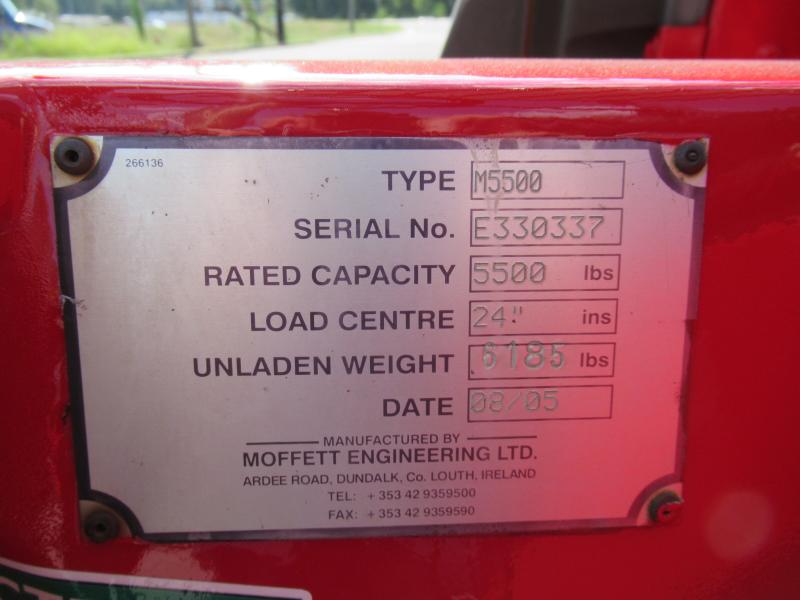 266136
TYPE M5500
SERIAL No. E330337
RATED CAPACITY 5500 lbs
LOAD CENTRE 24" ins
UNLADEN WEIGHT 6185 lbs
DATE 08/05
MANUFACTURED BY
MOFFETT ENGINEERING LTD.
ARDEE ROAD, DUNDALK, Co. LOUTH, IRELAND
TEL: +353 42 9359500
FAX: +353 42 9359590